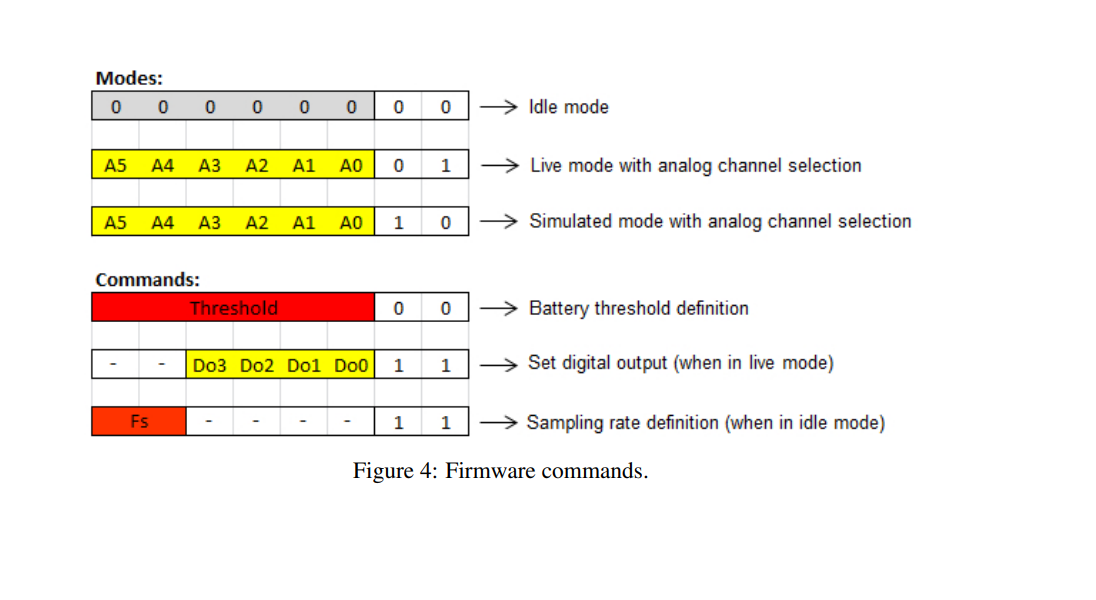 Modes:
0 0 0 0 0 0 0 0 Idle mode
A5 A4 A3 A2 A1 A0 0 1 Live mode with analog channel selection
A5 A4 A3 A2 A1 A0 1 0 Simulated mode with analog channel selection
Commands:
Threshold 0 0 Battery threshold definition
- - Do3 Do2 Do1 Do0 1 1 Set digital output (when in live mode)
Fs - - - - 1 1 Sampling rate definition (when in idle mode)
Figure 4: Firmware commands.